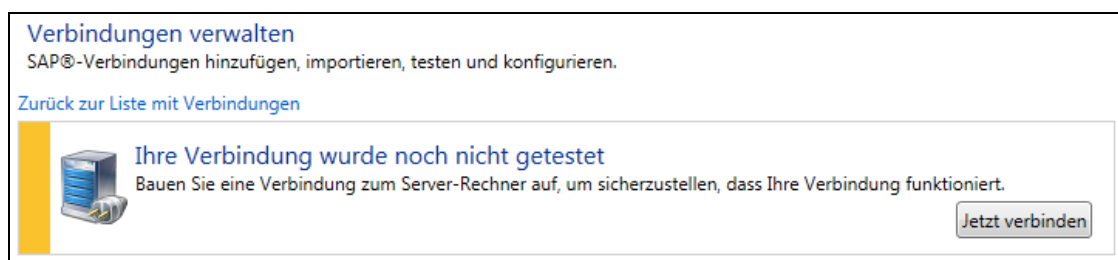 Verbindungen verwalten
SAP®-Verbindungen hinzufügen, importieren, testen und konfigurieren.
Zurück zur Liste mit Verbindungen
Ihre Verbindung wurde noch nicht getestet
Bauen Sie eine Verbindung zum Server-Rechner auf, um sicherzustellen, dass Ihre Verbindung funktioniert.
Jetzt verbinden